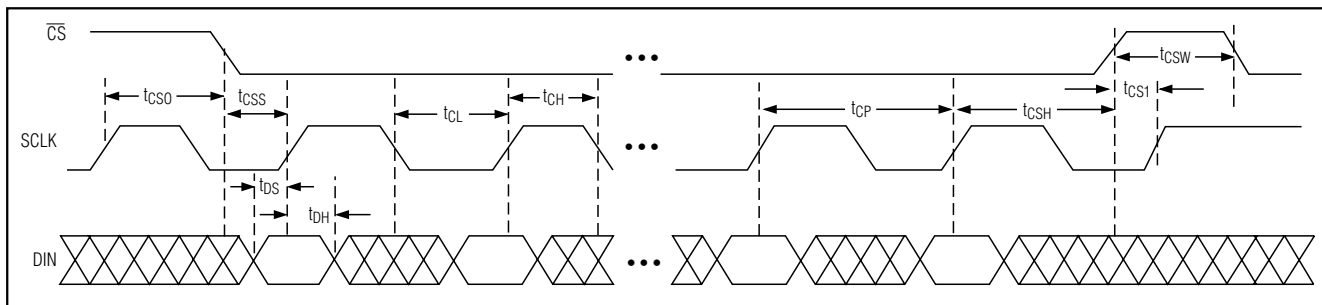 CS
•••
tCSW
tCSO
tCSS
tCL
tCH
tCP
tCSH
tCS1
SCLK
•••
tDS
tDH
DIN
•••